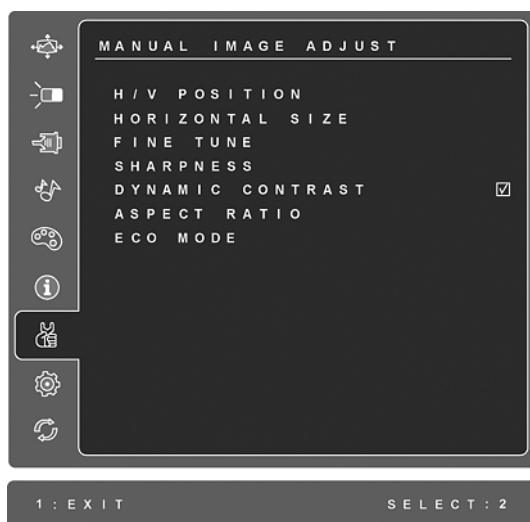 MANUAL IMAGE ADJUST
H/V POSITION
HORIZONTAL SIZE
FINE TUNE
SHARPNESS
DYNAMIC CONTRAST
ASPECT RATIO
ECO MODE
1:EXIT SELECT:2